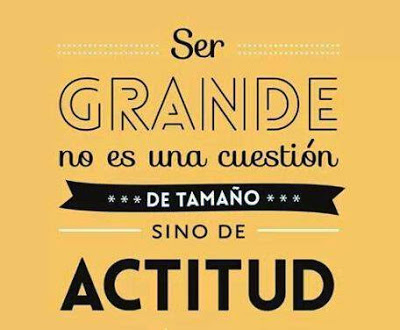 Ser
GRANDE
no es una cuestión
*** DE TAMAÑO ***
SINO DE
ACTITUD